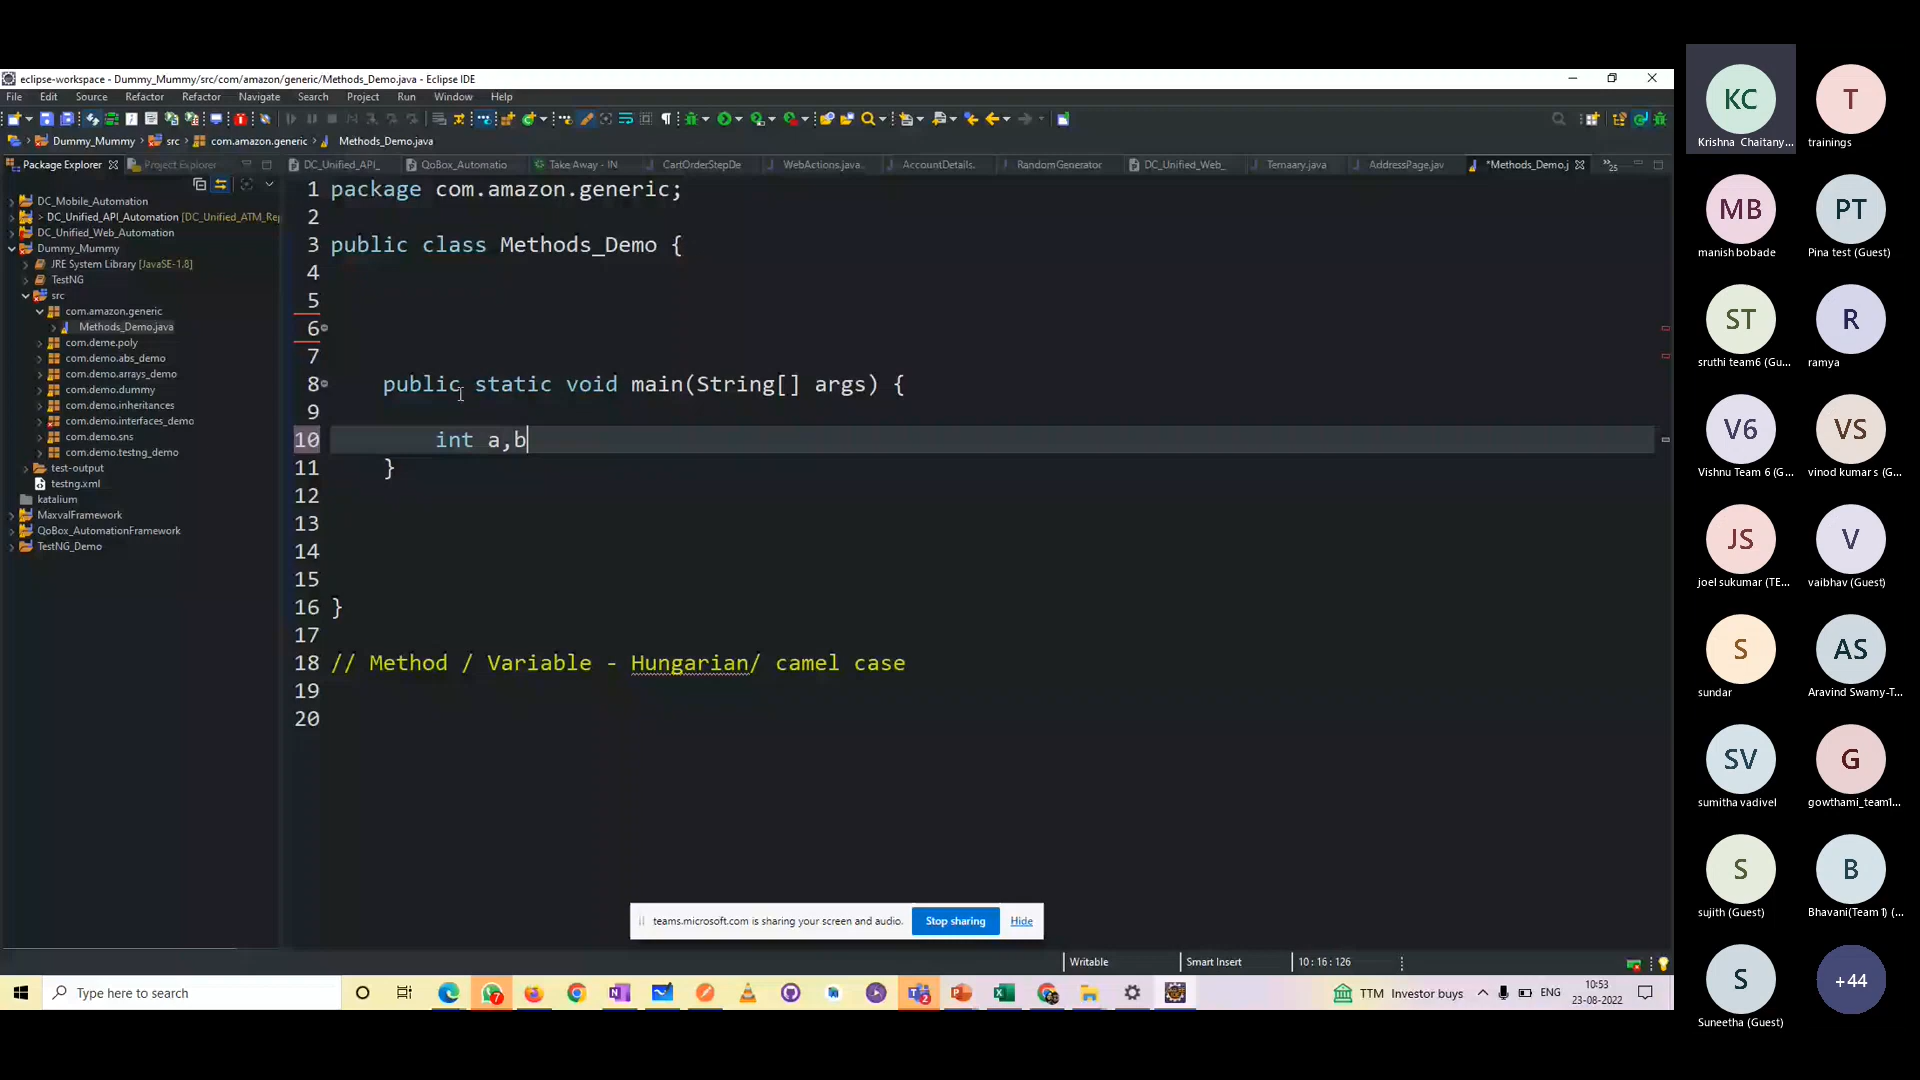 eclipse-workspace - Dummy_Mummy/src/com/amazon/generic/Methods_Demo.java - Eclipse IDE
File Edit Source Refactor Refactor Navigate Search Project Run Window Help
Dummy_Mummy src com.amazon.generic Methods_Demo.java
Package Explorer Project Explorer
DC_Unified_API_ QoBox_Automatio Take Away - IN CartOrderStepDe WebActions.java AccountDetails. RandomGenerator DC_Unified_Web_ Ternaary.java AddressPage.jav *Methods_Demo.j 25
DC_Mobile_Automation
> DC_Unified_API_Automation [DC_Unified_ATM_Rep
DC_Unified_Web_Automation
Dummy_Mummy
JRE System Library [JavaSE-1.8]
TestNG
src
com.amazon.generic
Methods_Demo.java
com.deme.poly
com.demo.abs_demo
com.demo.arrays_demo
com.demo.dummy
com.demo.inheritances
com.demo.interfaces_demo
com.demo.sns
com.demo.testng_demo
test-output
testng.xml
katalium
MaxvalFramework
QoBox_AutomationFramework
TestNG_Demo
1 package com.amazon.generic;
2
3 public class Methods_Demo {
4
5
6
7
8 public static void main(String[] args) {
9
10 int a,b
11 }
12
13
14
15
16 }
17
18 // Method / Variable - Hungarian/ camel case
19
20
teams.microsoft.com is sharing your screen and audio. Stop sharing Hide
Writable Smart Insert 10 : 16 : 126
Type here to search
7
2
TTM Investor buys
ENG
10:53
23-08-2022
KC
Krishna Chaitany...
T
trainings
MB
manish bobade
PT
Pina test (Guest)
ST
sruthi team6 (Gu...
R
ramya
V6
Vishnu Team 6 (G...
VS
vinod kumar s (G...
JS
joel sukumar (TE...
V
vaibhav (Guest)
S
sundar
AS
Aravind Swamy-T...
SV
sumitha vadivel
G
gowthami_team1...
S
sujith (Guest)
B
Bhavani(Team 1) (...
S
Suneetha (Guest)
+44